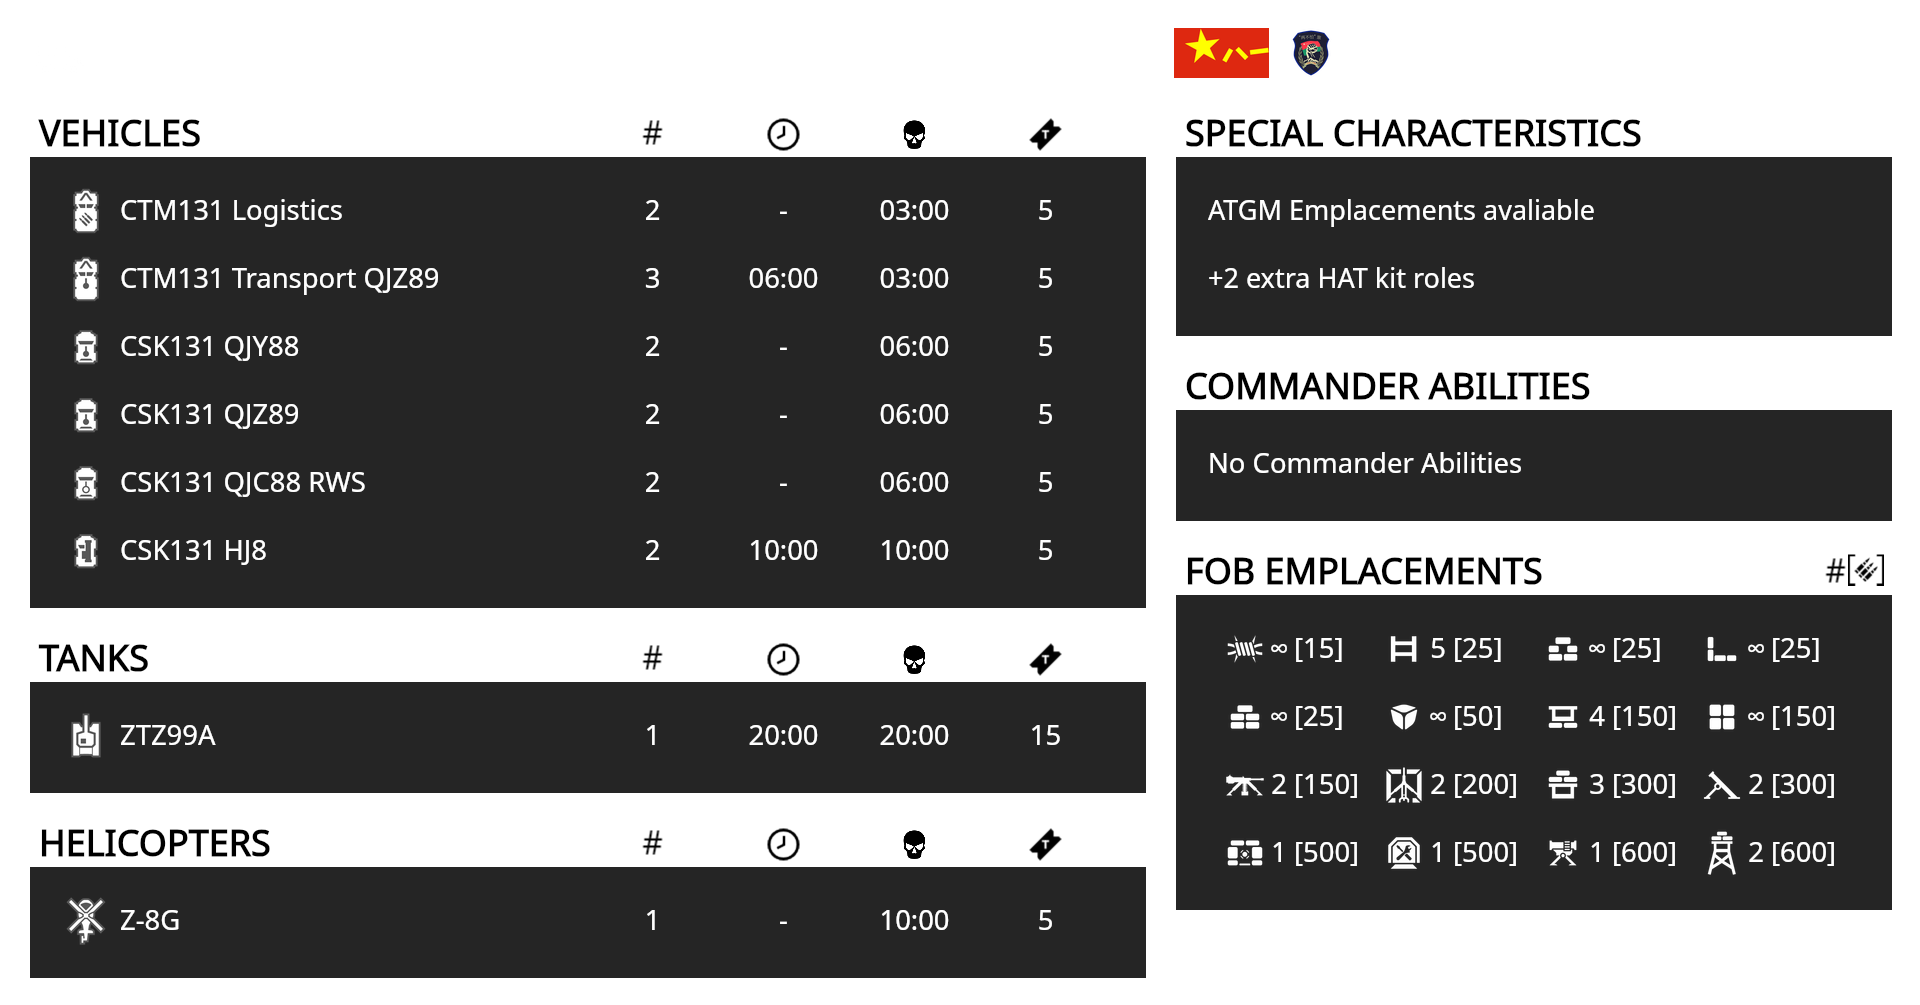 VEHICLES #
CTM131 Logistics 2 - 03:00 5
CTM131 Transport QJZ89 3 06:00 03:00 5
CSK131 QJY88 2 - 06:00 5
CSK131 QJZ89 2 - 06:00 5
CSK131 QJC88 RWS 2 - 06:00 5
CSK131 HJ8 2 10:00 10:00 5
TANKS #
ZTZ99A 1 20:00 20:00 15
HELICOPTERS #
Z-8G 1 - 10:00 5
八一
SPECIAL CHARACTERISTICS
ATGM Emplacements avaliable
+2 extra HAT kit roles
COMMANDER ABILITIES
No Commander Abilities
FOB EMPLACEMENTS #[ ]
∞ [15] 5 [25] ∞ [25] ∞ [25]
∞ [25] ∞ [50] 4 [150] ∞ [150]
2 [150] 2 [200] 3 [300] 2 [300]
1 [500] 1 [500] 1 [600] 2 [600]